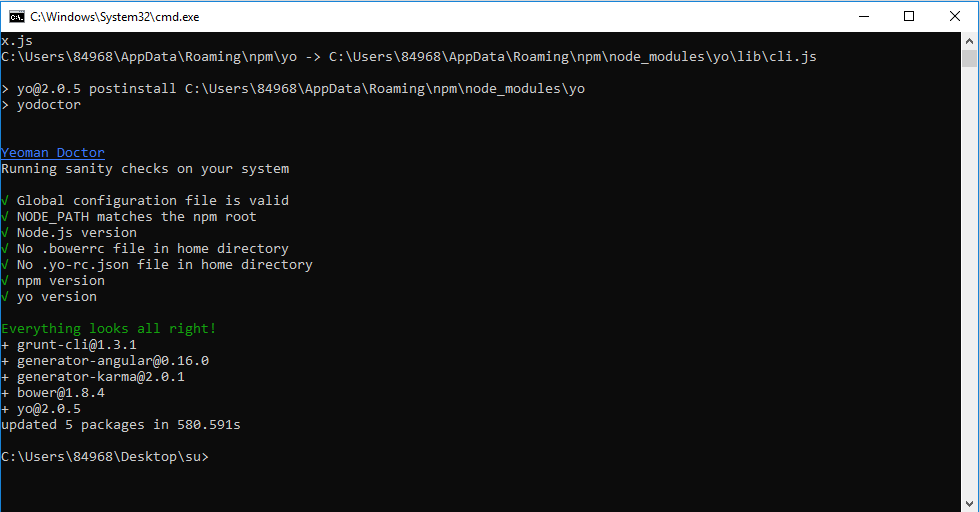 C:\Windows\System32\cmd.exe
x.js
C:\Users\84968\AppData\Roaming\npm\yo -> C:\Users\84968\AppData\Roaming\npm\node_modules\yo\lib\cli.js
> yo@2.0.5 postinstall C:\Users\84968\AppData\Roaming\npm\node_modules\yo
> yodoctor
Yeoman Doctor
Running sanity checks on your system
√ Global configuration file is valid
√ NODE_PATH matches the npm root
√ Node.js version
√ No .bowerrc file in home directory
√ No .yo-rc.json file in home directory
√ npm version
√ yo version
Everything looks all right!
+ grunt-cli@1.3.1
+ generator-angular@0.16.0
+ generator-karma@2.0.1
+ bower@1.8.4
+ yo@2.0.5
updated 5 packages in 580.591s
C:\Users\84968\Desktop\su>